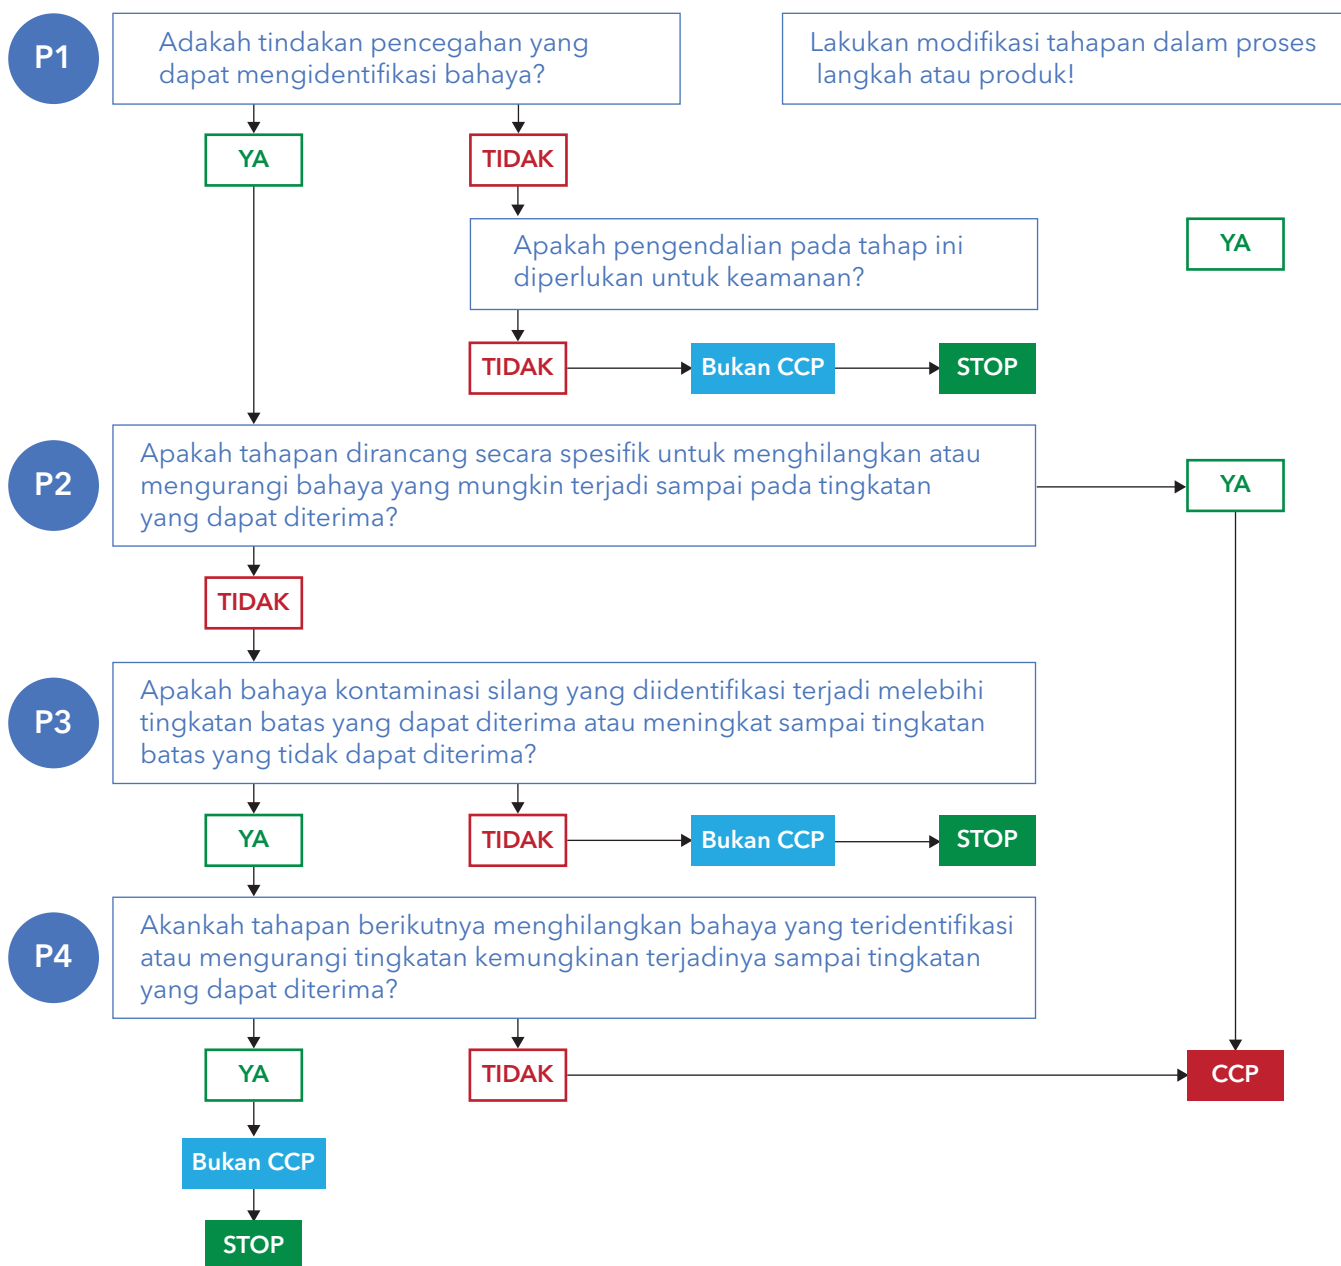 P1
Adakah tindakan pencegahan yang
dapat mengidentifikasi bahaya?
Lakukan modifikasi tahapan dalam proses
langkah atau produk!
YA
TIDAK
Apakah pengendalian pada tahap ini
diperlukan untuk keamanan?
YA
TIDAK
Bukan CCP
STOP
P2
Apakah tahapan dirancang secara spesifik untuk menghilangkan atau
mengurangi bahaya yang mungkin terjadi sampai pada tingkatan
yang dapat diterima?
YA
TIDAK
P3
Apakah bahaya kontaminasi silang yang diidentifikasi terjadi melebihi
tingkatan batas yang dapat diterima atau meningkat sampai tingkatan
batas yang tidak dapat diterima?
YA
TIDAK
Bukan CCP
STOP
P4
Akankah tahapan berikutnya menghilangkan bahaya yang teridentifikasi
atau mengurangi tingkatan kemungkinan terjadinya sampai tingkatan
yang dapat diterima?
YA
TIDAK
CCP
Bukan CCP
STOP